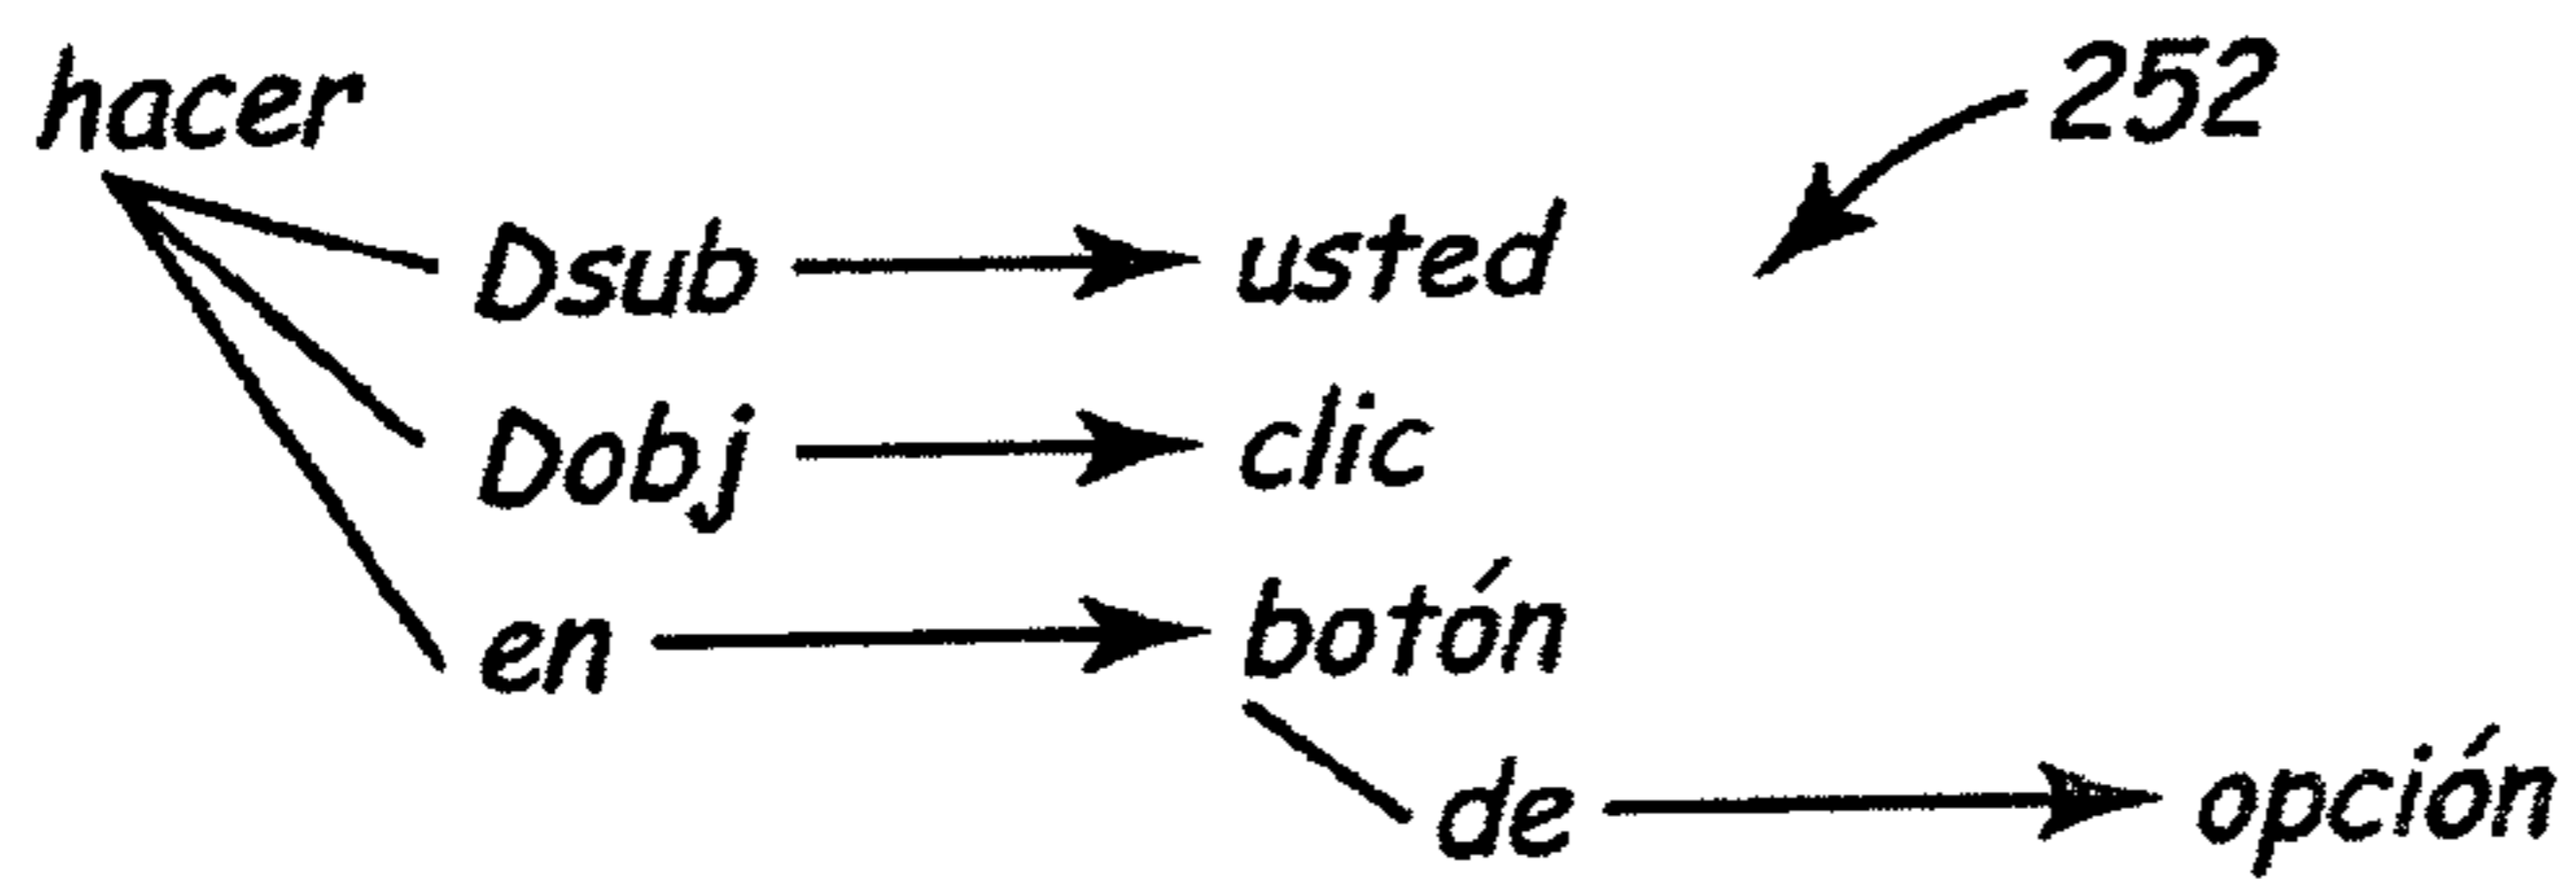 hacer 252
Dsub usted
Dobj clic
en botón
de opción